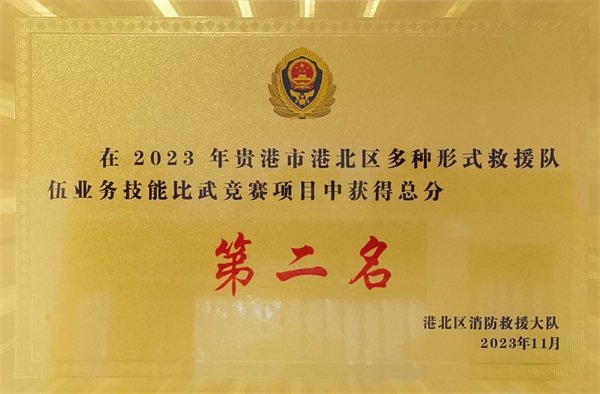 在 2023 年贵港市港北区多种形式救援队
伍业务技能比武竞赛项目中获得总分
第二名
港北区消防救援大队
2023年11月